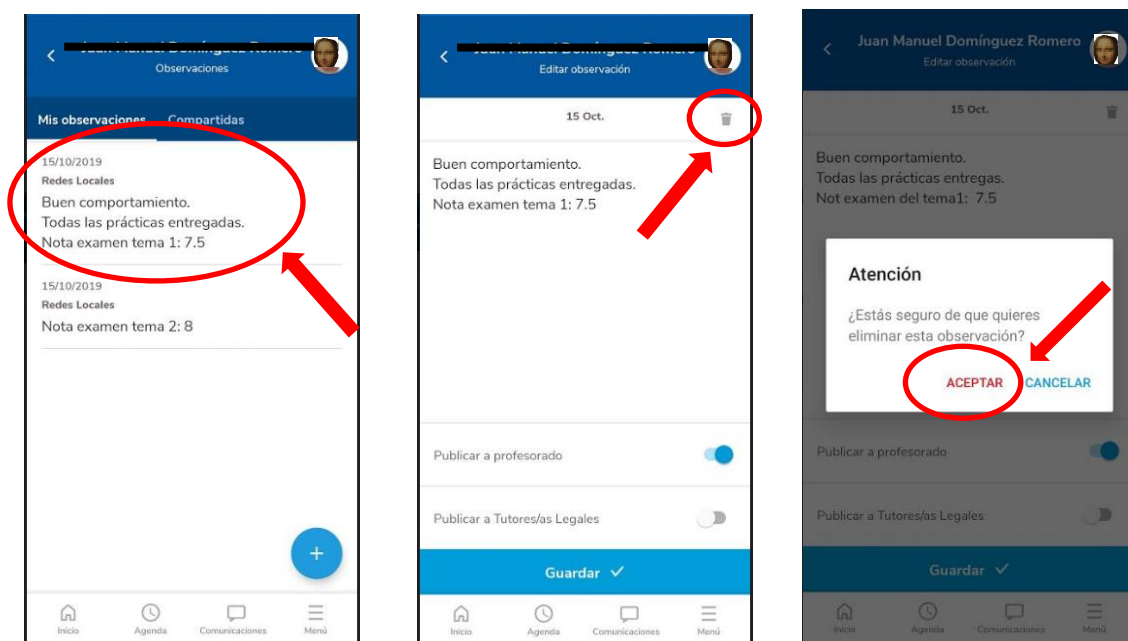 Observaciones
Mis observaciones Compartidas
15/10/2019
Redes Locales
Buen comportamiento.
Todas las prácticas entregadas.
Nota examen tema 1: 7.5
15/10/2019
Redes Locales
Nota examen tema 2: 8
+
Inicio Agenda Comunicaciones Menú
Editar observación
15 Oct.
Buen comportamiento.
Todas las prácticas entregadas.
Nota examen tema 1: 7.5
Publicar a profesorado
Publicar a Tutores/as Legales
Guardar
Inicio Agenda Comunicaciones Menú
Juan Manuel Domínguez Romero
Editar observación
15 Oct.
Buen comportamiento.
Todas las prácticas entregas.
Not examen del tema1: 7.5
Atención
¿Estás seguro de que quieres
eliminar esta observación?
ACEPTAR CANCELAR
Publicar a profesorado
Publicar a Tutores/as Legales
Guardar
Inicio Agenda Comunicaciones Menú